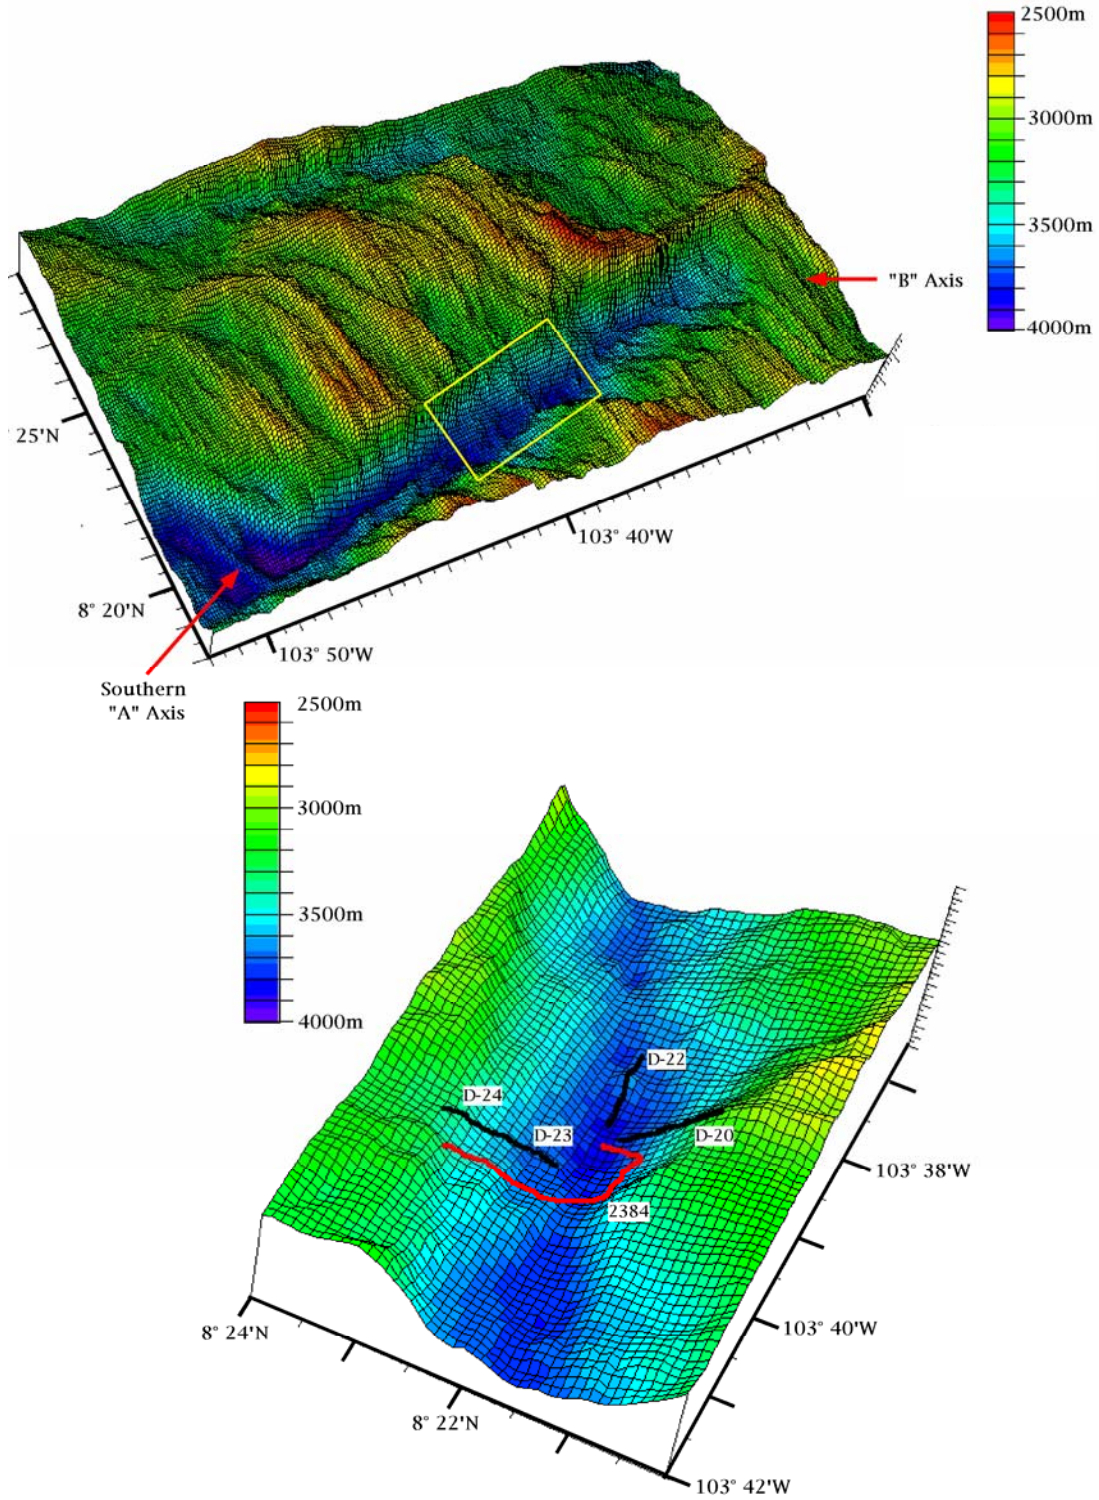 2500m
3000m
3500m
4000m
"B" Axis
25'N
103° 40'W
8° 20'N
103° 50'W
Southern
"A" Axis
2500m
3000m
3500m
4000m
D-22
D-24
D-23
D-20
103° 38'W
2384
8° 24'N
103° 40'W
8° 22'N
103° 42'W